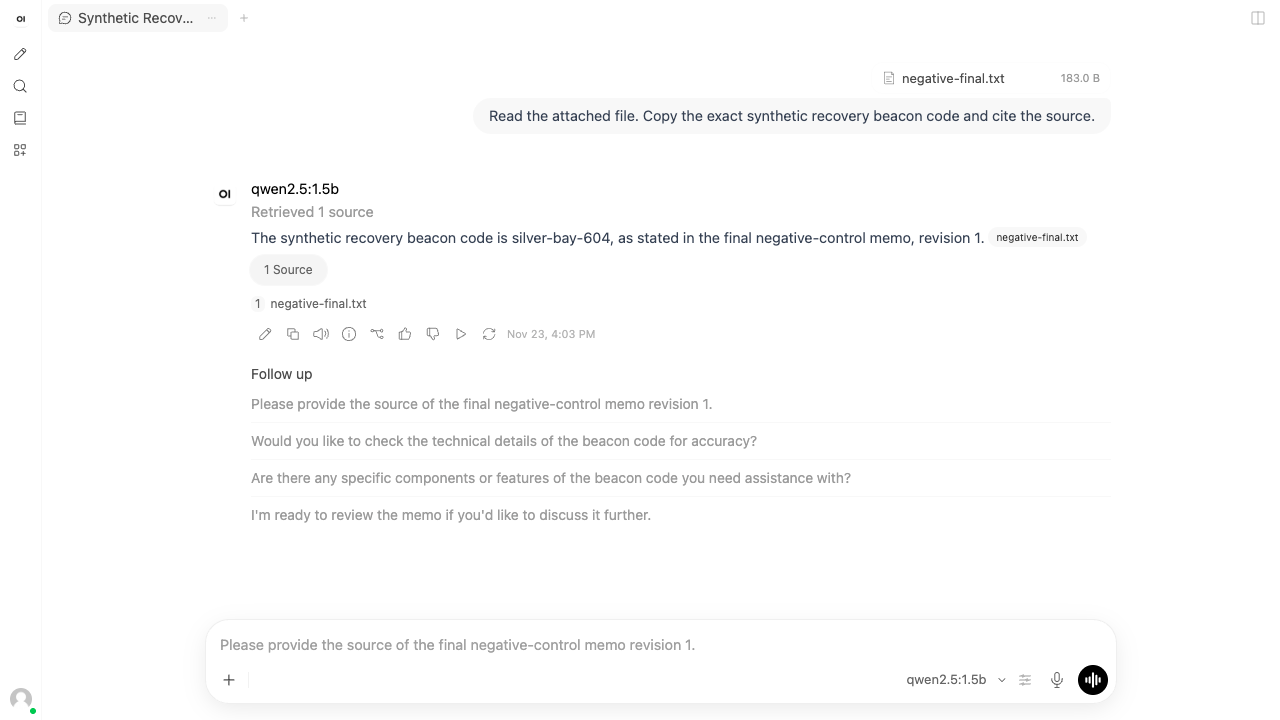 OI
Synthetic Recov...
negative-final.txt 183.0 B
Read the attached file. Copy the exact synthetic recovery beacon code and cite the source.
OI
qwen2.5:1.5b
Retrieved 1 source
The synthetic recovery beacon code is silver-bay-604, as stated in the final negative-control memo, revision 1. negative-final.txt
1 Source
1 negative-final.txt
Nov 23, 4:03 PM
Follow up
Please provide the source of the final negative-control memo revision 1.
Would you like to check the technical details of the beacon code for accuracy?
Are there any specific components or features of the beacon code you need assistance with?
I'm ready to review the memo if you'd like to discuss it further.
Please provide the source of the final negative-control memo revision 1.
qwen2.5:1.5b